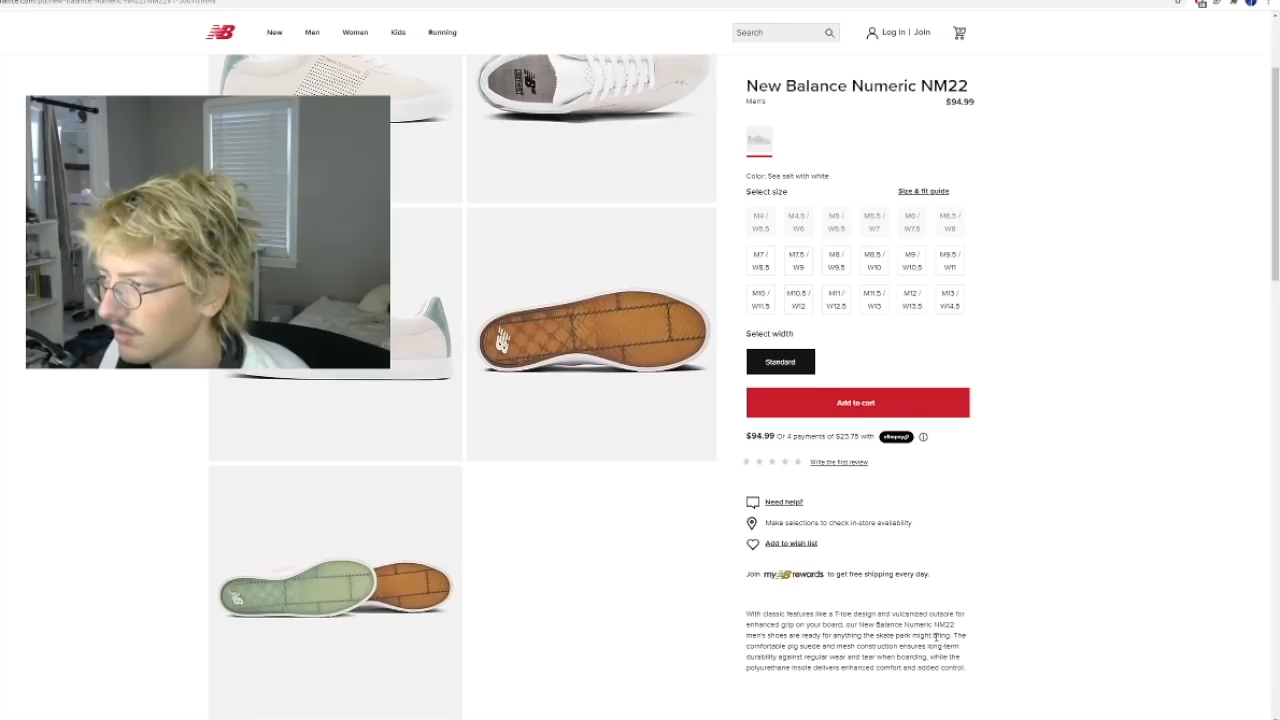 New
Men
Women
Kids
Running
Search
Log in | Join
New Balance Numeric NM22
Men's
$94.99
Color: Sea salt with white
Select size
Size & fit guide
M4 / W5.5
M4.5 / W6
M5 / W6.5
M5.5 / W7
M6 / W7.5
M6.5 / W8
M7 / W8.5
M7.5 / W9
M8 / W9.5
M8.5 / W10
M9 / W10.5
M9.5 / W11
M10 / W11.5
M10.5 / W12
M11 / W12.5
M11.5 / W13
M12 / W13.5
M13 / W14.5
Select width
Standard
Add to cart
$94.99 Or 4 payments of $23.75 with afterpay
Write the first review
Need help?
Make selections to check in-store availability
Add to wish list
Join myNB rewards to get free shipping every day.
With classic features like a T-toe design and vulcanized outsole for
enhanced grip on your board, our New Balance Numeric NM22
men's shoes are ready for anything the skate park might bring. The
comfortable pig suede and mesh construction ensures long-term
durability against regular wear and tear when boarding, while the
polyurethane insole delivers enhanced comfort and added control.